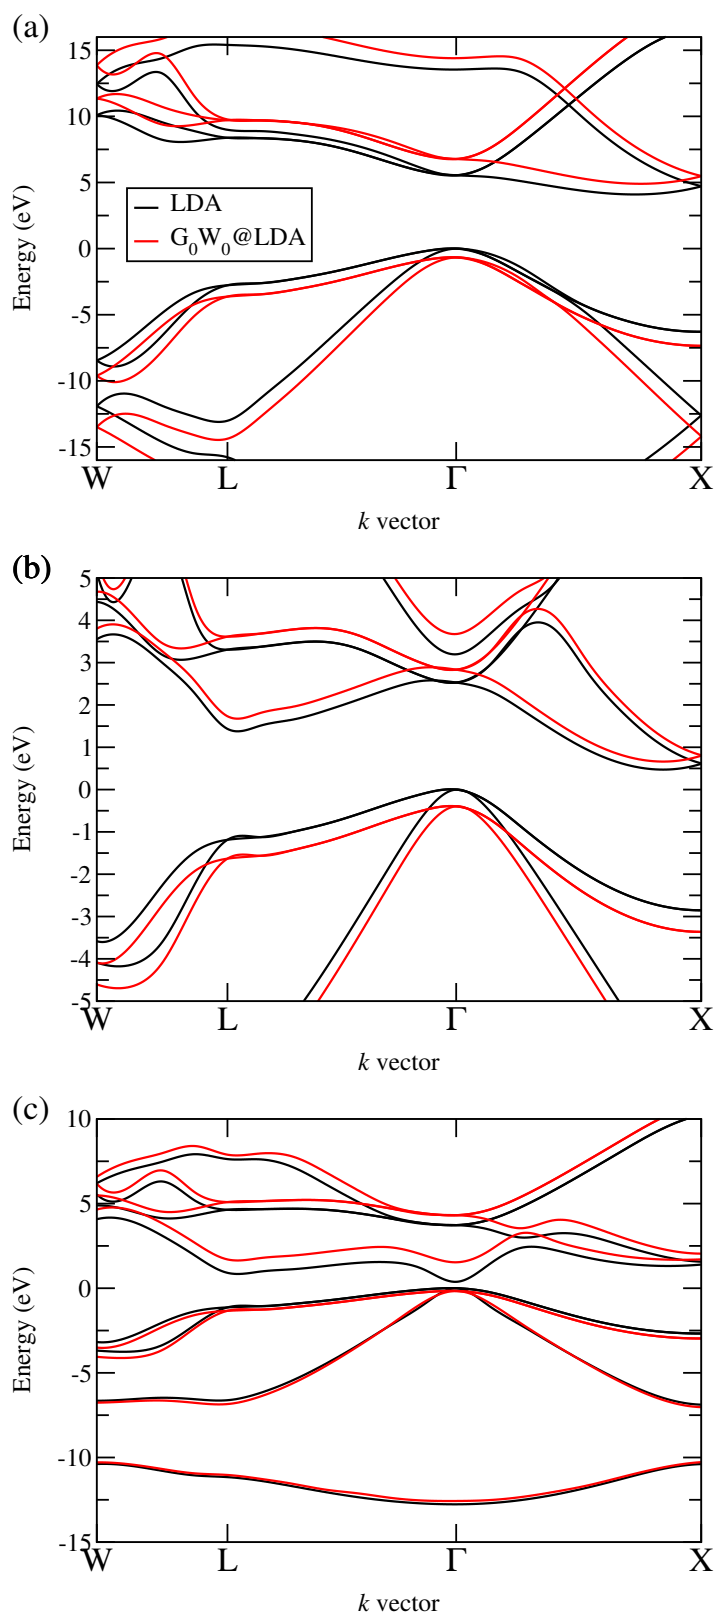 (a)
15
10
5
0
-5
-10
-15
Energy (eV)
LDA
G₀W₀@LDA
W L Γ X
k vector
(b)
5
4
3
2
1
0
-1
-2
-3
-4
-5
Energy (eV)
W L Γ X
k vector
(c)
10
5
0
-5
-10
-15
Energy (eV)
W L Γ X
k vector